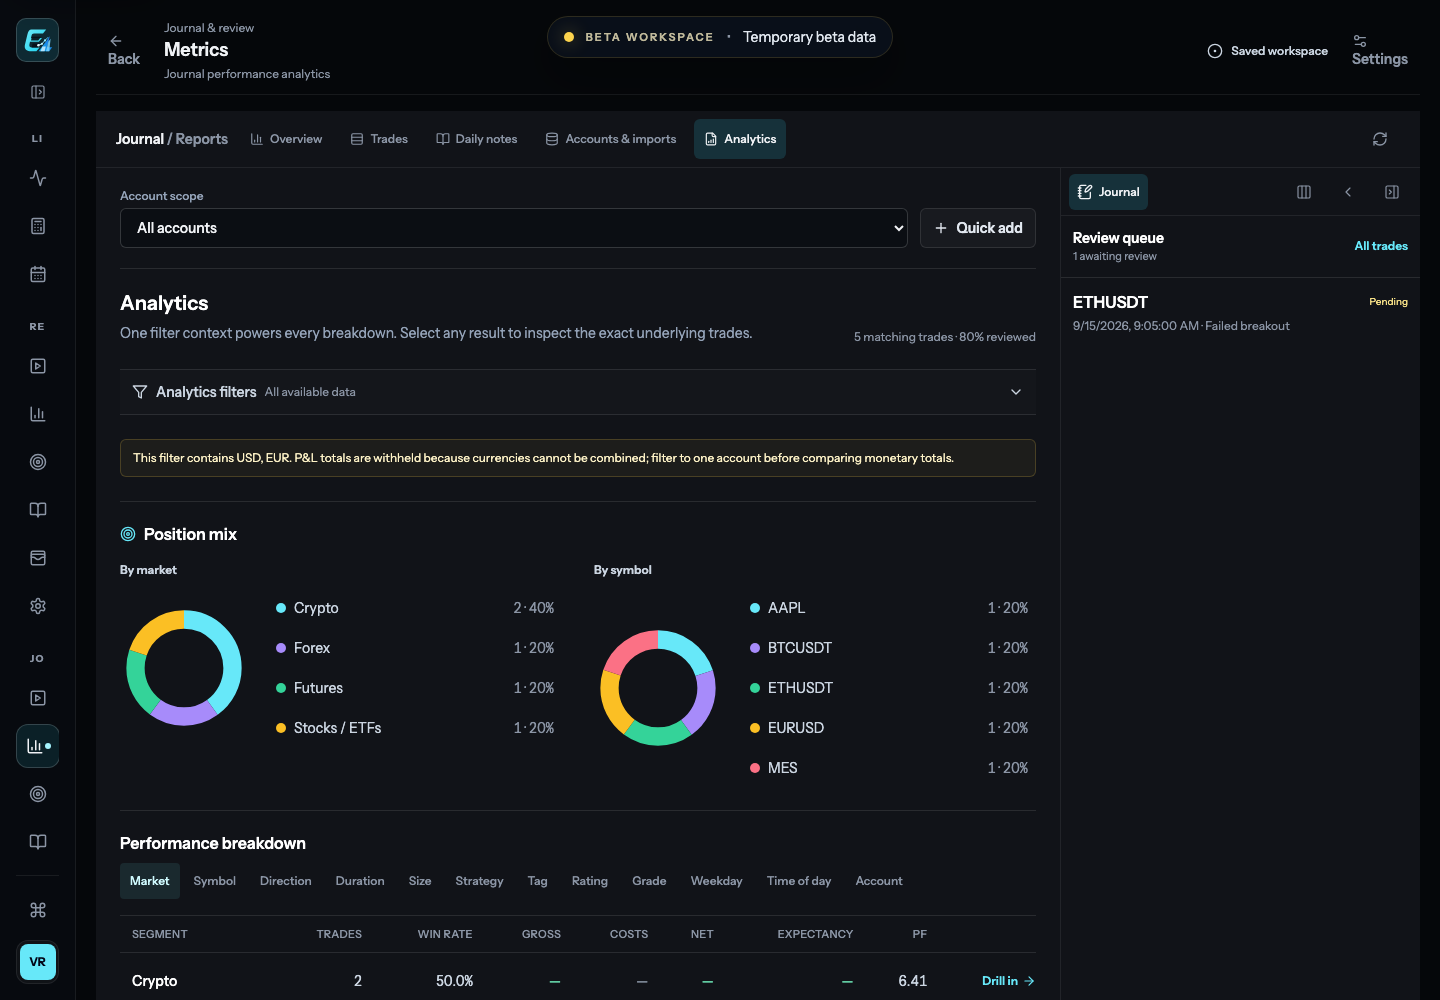 Back
Journal & review
Metrics
Journal performance analytics
BETA WORKSPACE • Temporary beta data
Saved workspace
Settings
LI
RE
JO
VR
Journal / Reports
Overview
Trades
Daily notes
Accounts & imports
Analytics
Account scope
All accounts
Quick add
Analytics
One filter context powers every breakdown. Select any result to inspect the exact underlying trades.
5 matching trades · 80% reviewed
Analytics filters All available data
This filter contains USD, EUR. P&L totals are withheld because currencies cannot be combined; filter to one account before comparing monetary totals.
Position mix
By market
Crypto 2 · 40%
Forex 1 · 20%
Futures 1 · 20%
Stocks / ETFs 1 · 20%
By symbol
AAPL 1 · 20%
BTCUSDT 1 · 20%
ETHUSDT 1 · 20%
EURUSD 1 · 20%
MES 1 · 20%
Performance breakdown
Market Symbol Direction Duration Size Strategy Tag Rating Grade Weekday Time of day Account
SEGMENT TRADES WIN RATE GROSS COSTS NET EXPECTANCY PF
Crypto 2 50.0% — — — — 6.41 Drill in →
Journal
Review queue
1 awaiting review
All trades
ETHUSDT
Pending
9/15/2026, 9:05:00 AM · Failed breakout